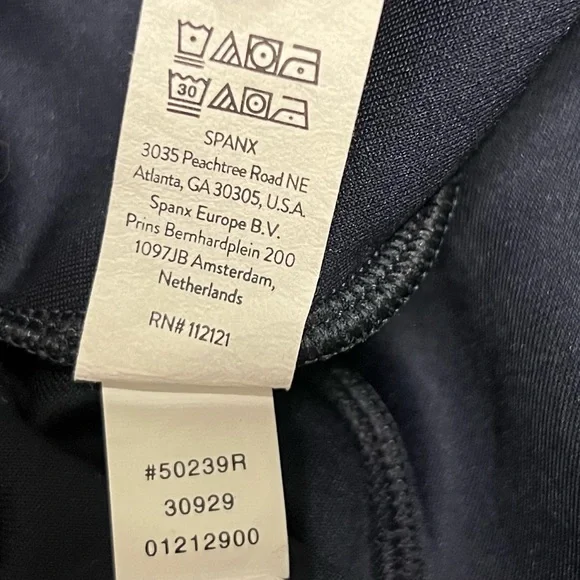 30
SPANX
3035 Peachtree Road NE
Atlanta, GA 30305, U.S.A.
Spanx Europe B.V.
Prins Bernhardplein 200
1097JB Amsterdam,
Netherlands
RN# 112121
#50239R
30929
01212900